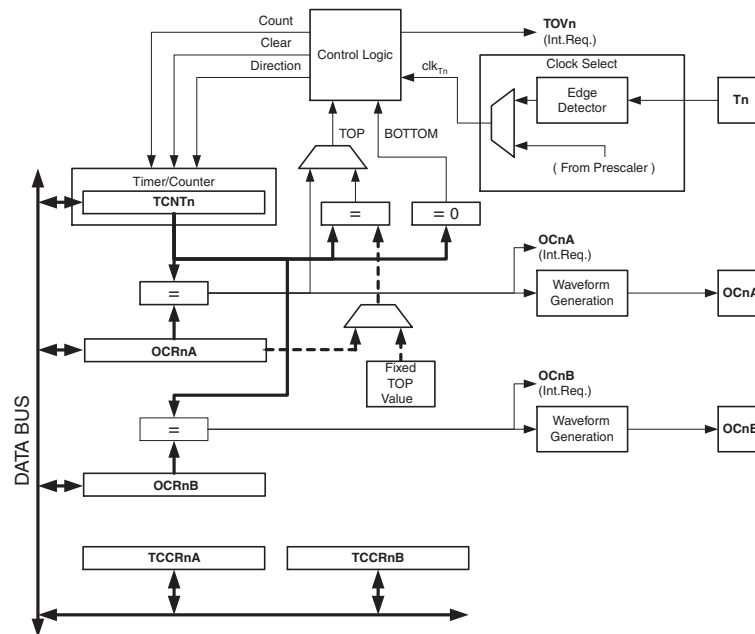 Count
Clear
Direction
Control Logic
TOVn
(Int.Req.)
clkTn
Clock Select
Edge
Detector
Tn
( From Prescaler )
TOP
BOTTOM
Timer/Counter
TCNTn
=
= 0
OCnA
(Int.Req.)
=
Waveform
Generation
OCnA
OCRnA
Fixed
TOP
Value
OCnB
(Int.Req.)
=
Waveform
Generation
OCnB
OCRnB
DATA BUS
TCCRnA
TCCRnB